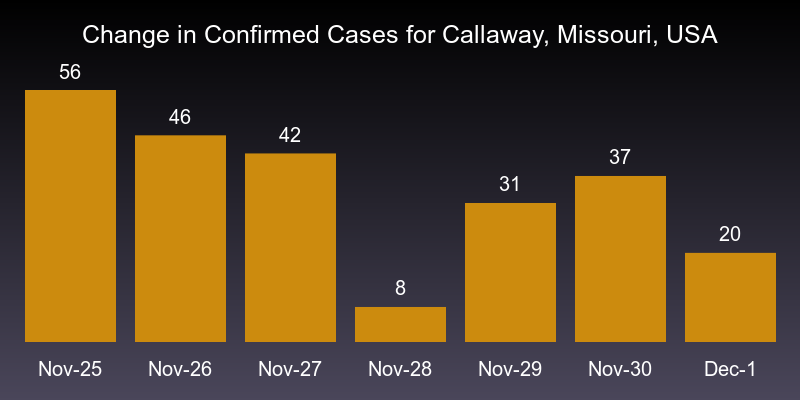 Change in Confirmed Cases for Callaway, Missouri, USA
56
46
42
8
31
37
20
Nov-25
Nov-26
Nov-27
Nov-28
Nov-29
Nov-30
Dec-1